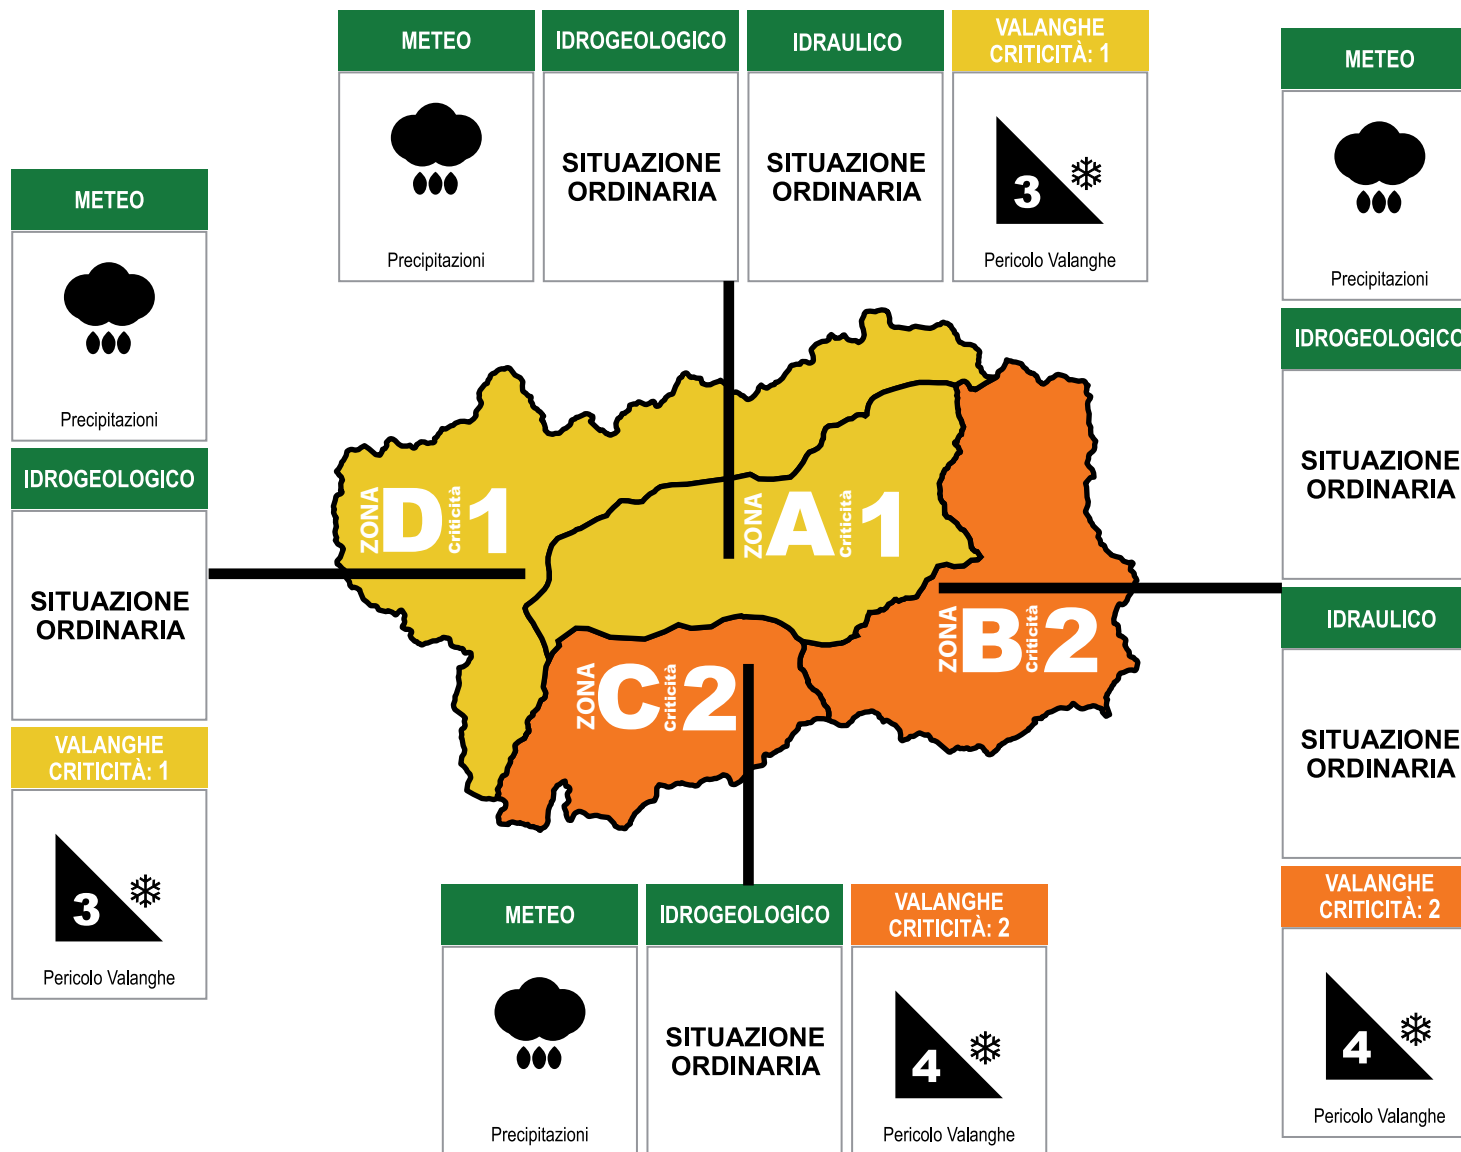 METEO
Precipitazioni
IDROGEOLOGICO
SITUAZIONE
ORDINARIA
IDRAULICO
SITUAZIONE
ORDINARIA
VALANGHE
CRITICITÀ: 1
3
Pericolo Valanghe
METEO
Precipitazioni
IDROGEOLOGICO
SITUAZIONE
ORDINARIA
VALANGHE
CRITICITÀ: 1
3
Pericolo Valanghe
ZONA D Criticità 1
ZONA A Criticità 1
ZONA B Criticità 2
ZONA C Criticità 2
METEO
Precipitazioni
IDROGEOLOGICO
SITUAZIONE
ORDINARIA
IDRAULICO
SITUAZIONE
ORDINARIA
VALANGHE
CRITICITÀ: 2
4
Pericolo Valanghe
METEO
Precipitazioni
IDROGEOLOGICO
SITUAZIONE
ORDINARIA
VALANGHE
CRITICITÀ: 2
4
Pericolo Valanghe